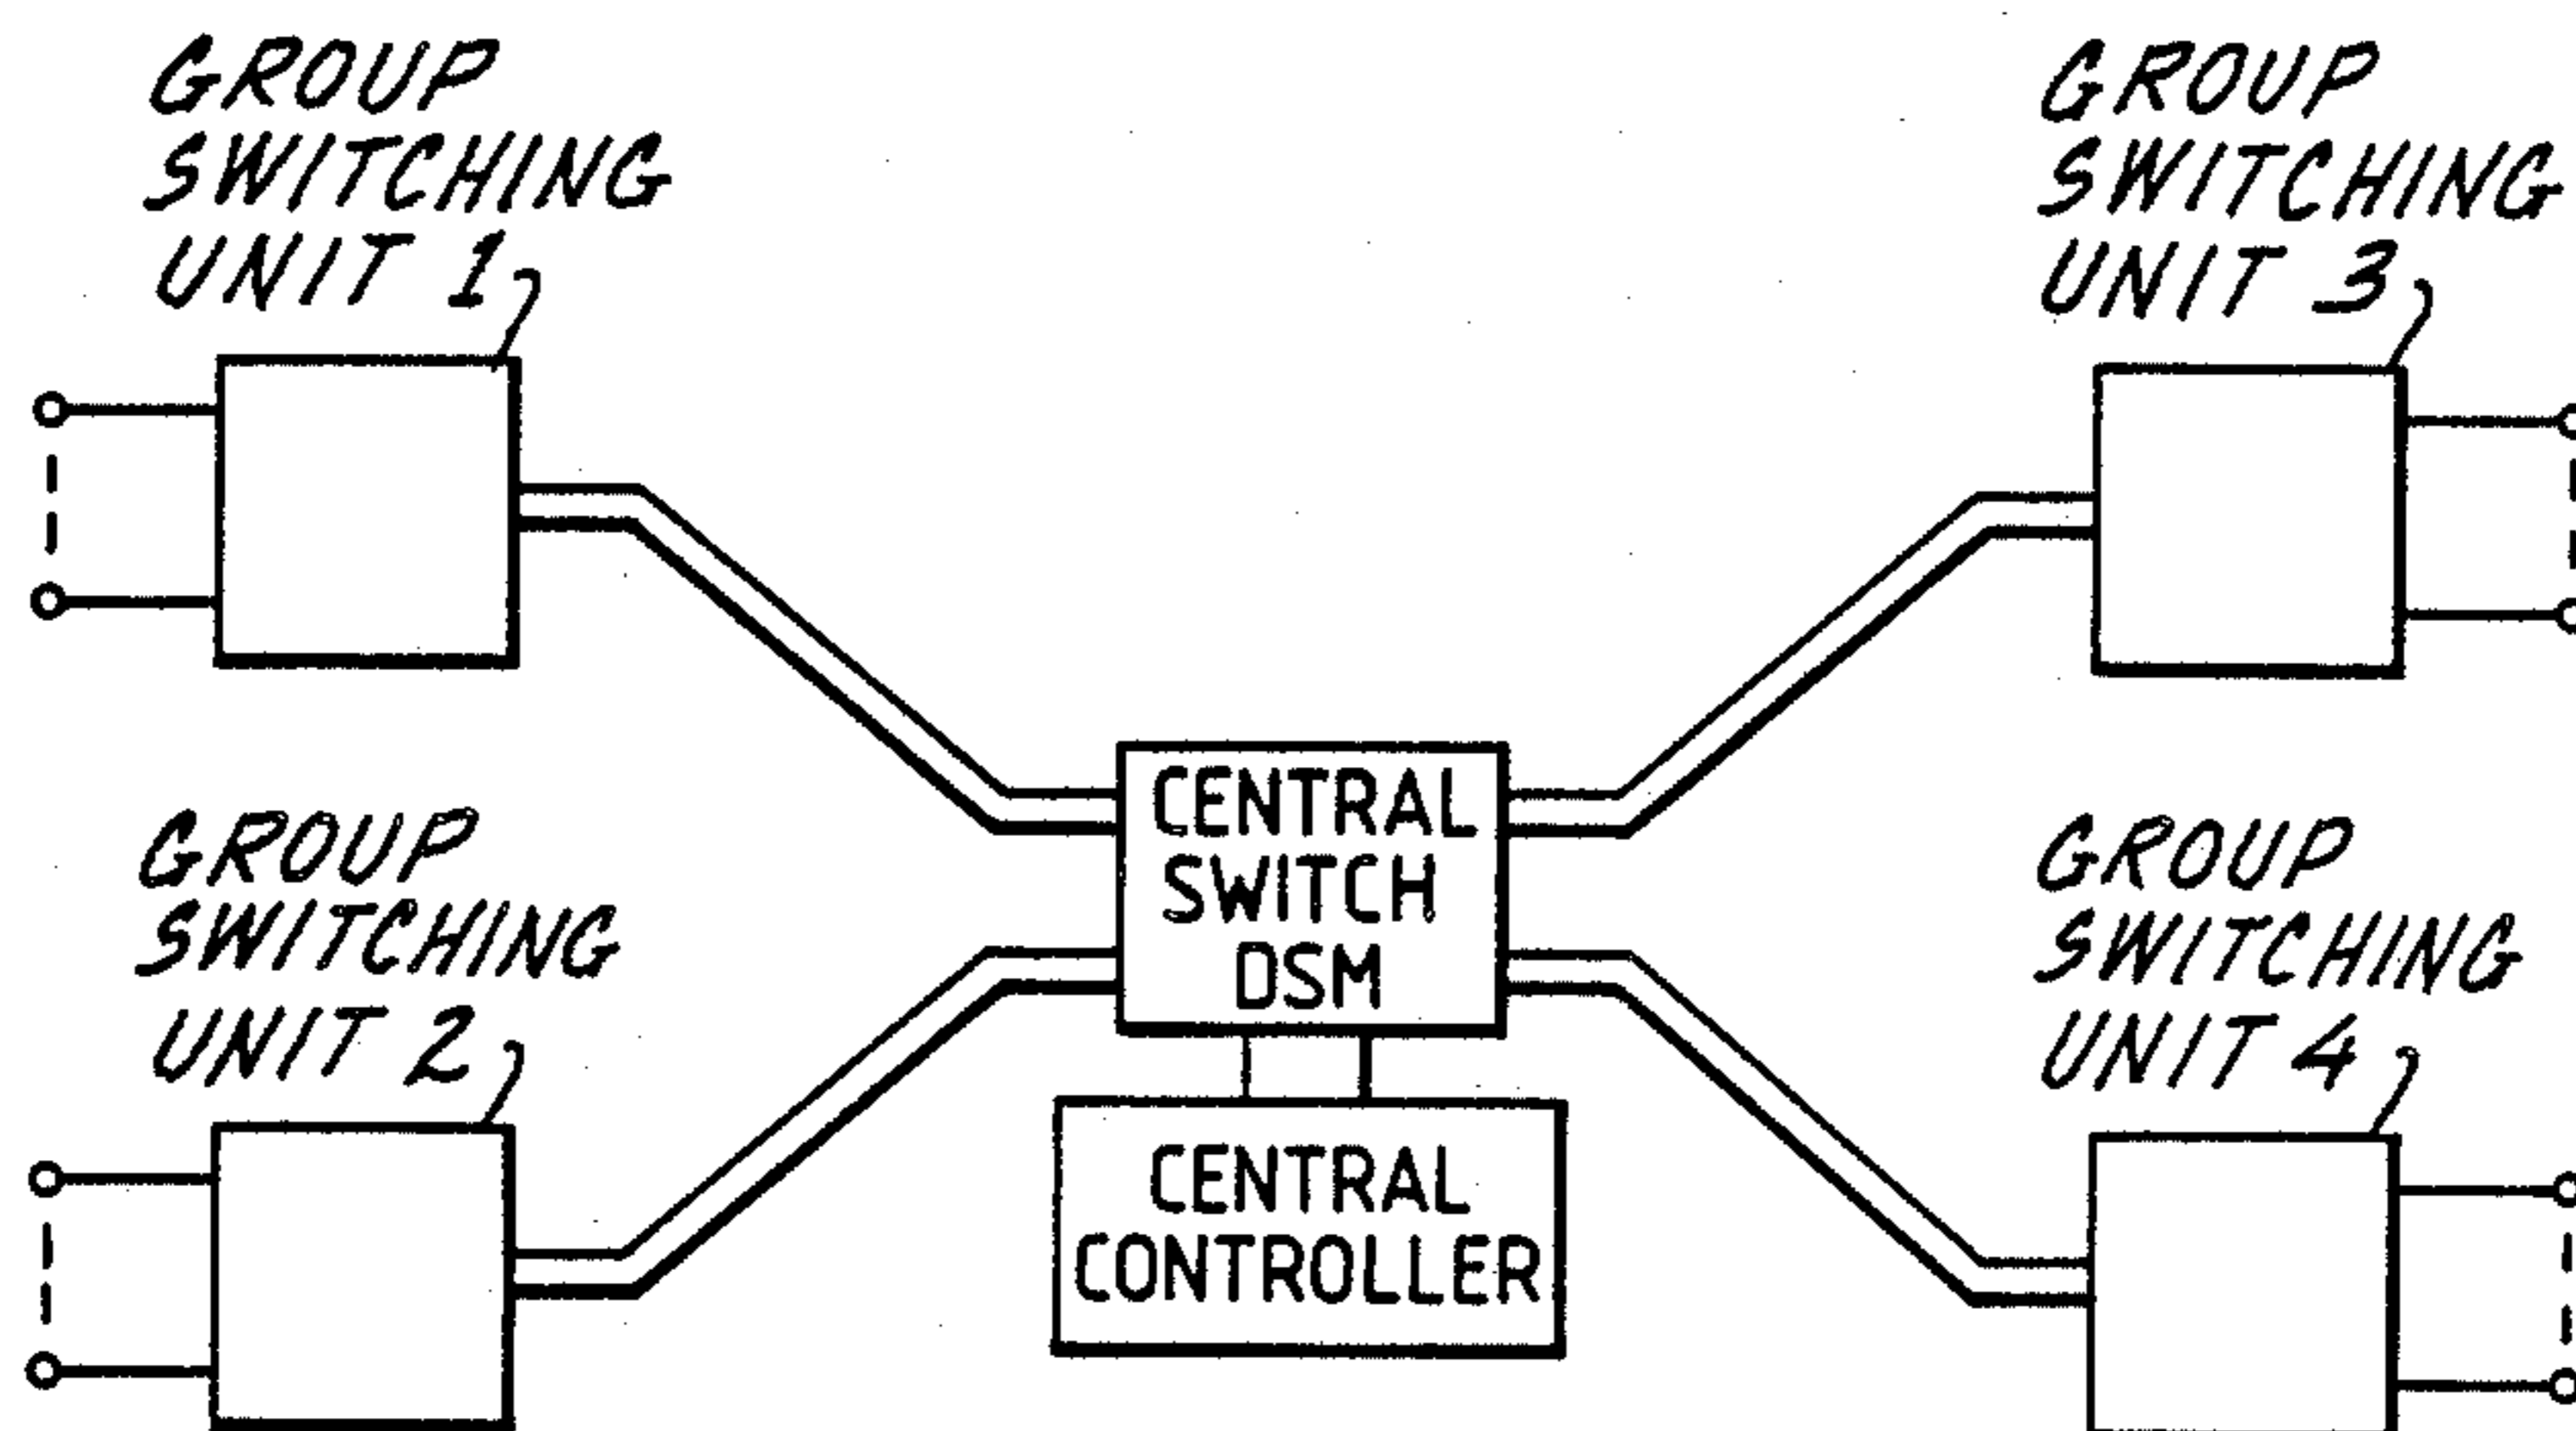 GROUP
SWITCHING
UNIT 1
GROUP
SWITCHING
UNIT 3
CENTRAL
SWITCH
DSM
GROUP
SWITCHING
UNIT 2
GROUP
SWITCHING
UNIT 4
CENTRAL
CONTROLLER